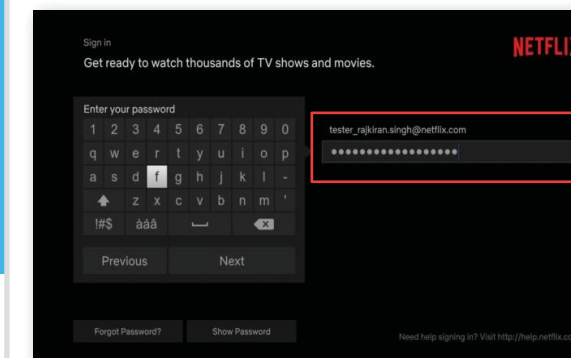 Sign in
Get ready to watch thousands of TV shows and movies.
NETFLIX
Enter your password
1 2 3 4 5 6 7 8 9 0
q w e r t y u i o p
a s d f g h j k l -
z x c v b n m '
!#$ àáâ
Previous Next
tester_rajkiran.singh@netflix.com
••••••••••••••••••
Forgot Password? Show Password
Need help signing in? Visit http://help.netflix.co